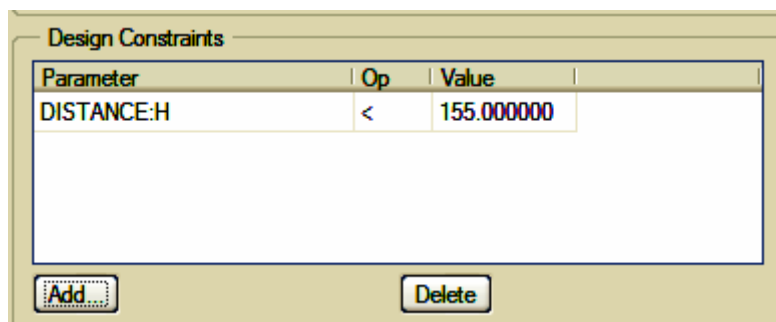 Design Constraints
Parameter Op Value
DISTANCE:H < 155.000000
Add... Delete